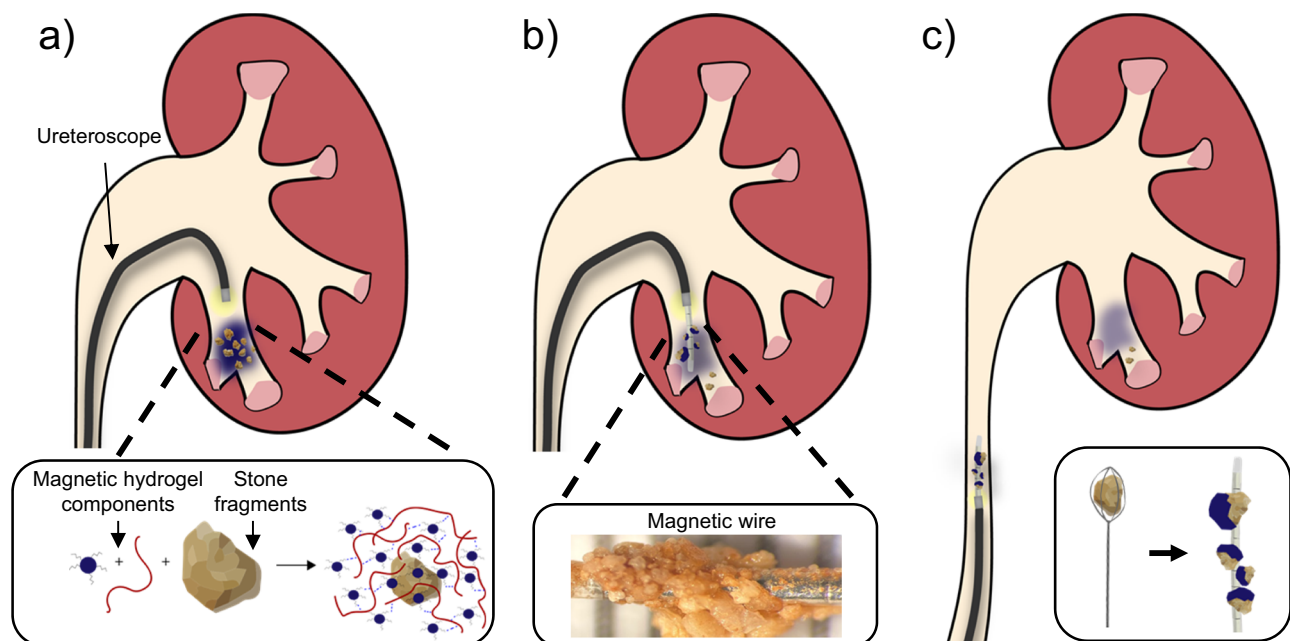 a)
b)
c)
Ureteroscope
Magnetic hydrogel
components
Stone
fragments
+
+
Magnetic wire